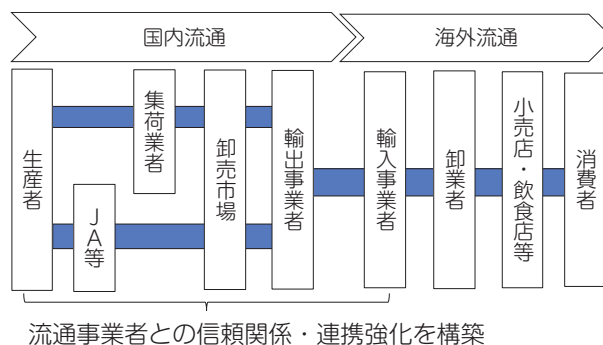 国内流通
海外流通
生産者
集荷業者
JA等
卸売市場
輸出事業者
輸入事業者
卸業者
小売店・飲食店等
消費者
流通事業者との信頼関係・連携強化を構築